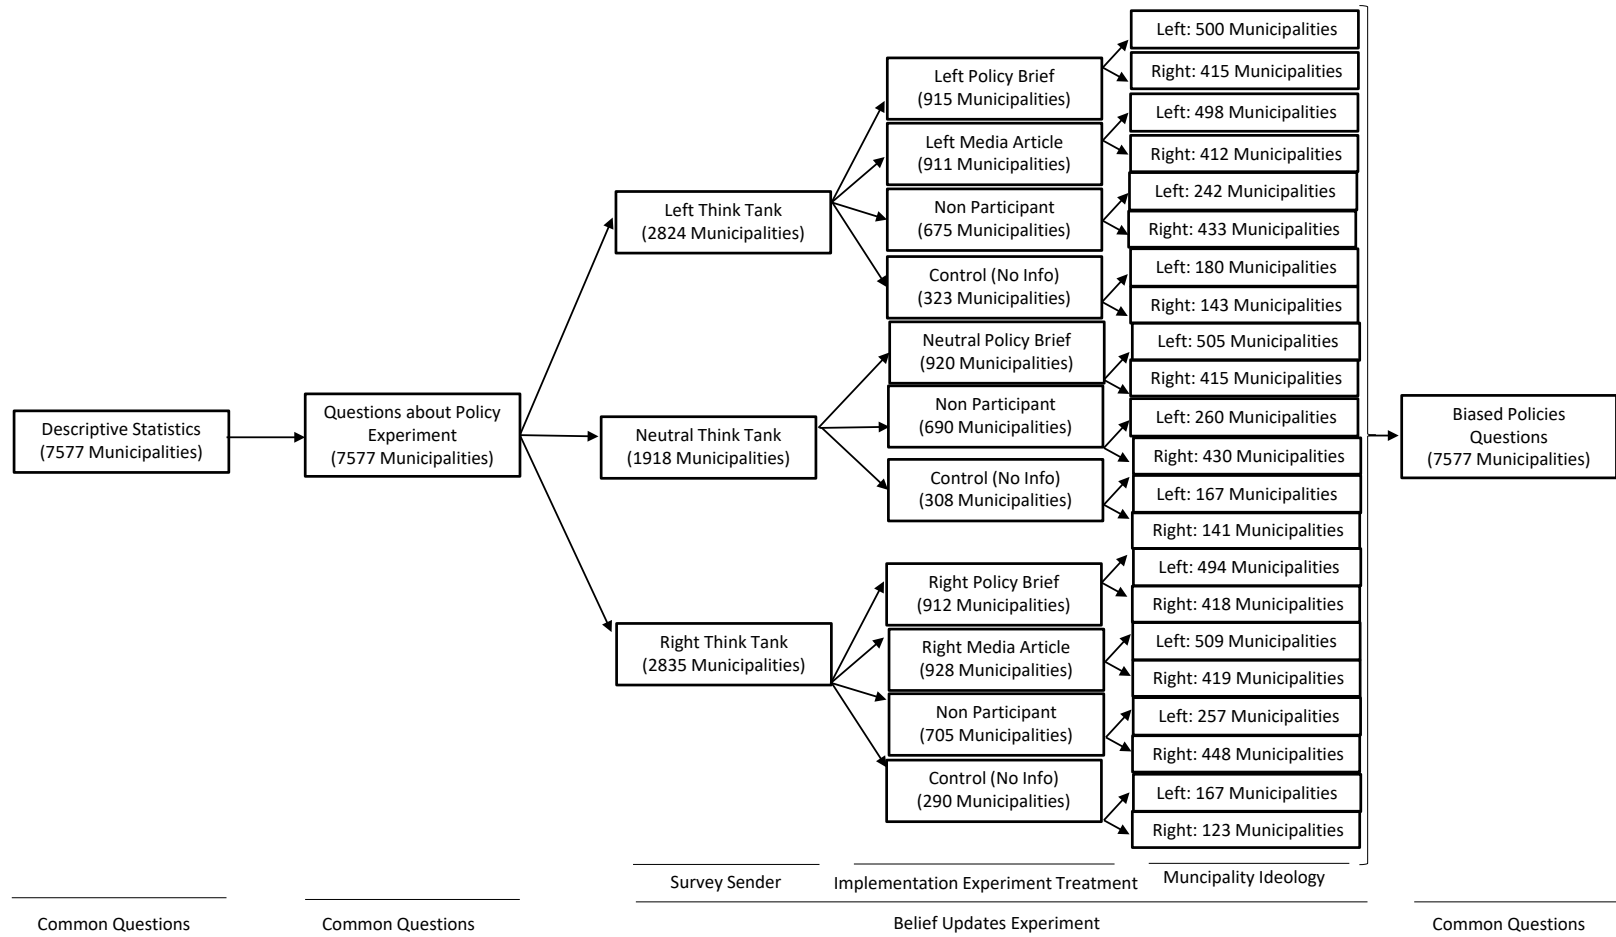 Descriptive Statistics
(7577 Municipalities)
Questions about Policy
Experiment
(7577 Municipalities)
Left Think Tank
(2824 Municipalities)
Neutral Think Tank
(1918 Municipalities)
Right Think Tank
(2835 Municipalities)
Left Policy Brief
(915 Municipalities)
Left Media Article
(911 Municipalities)
Non Participant
(675 Municipalities)
Control (No Info)
(323 Municipalities)
Neutral Policy Brief
(920 Municipalities)
Non Participant
(690 Municipalities)
Control (No Info)
(308 Municipalities)
Right Policy Brief
(912 Municipalities)
Right Media Article
(928 Municipalities)
Non Participant
(705 Municipalities)
Control (No Info)
(290 Municipalities)
Left: 500 Municipalities
Right: 415 Municipalities
Left: 498 Municipalities
Right: 412 Municipalities
Left: 242 Municipalities
Right: 433 Municipalities
Left: 180 Municipalities
Right: 143 Municipalities
Left: 505 Municipalities
Right: 415 Municipalities
Left: 260 Municipalities
Right: 430 Municipalities
Left: 167 Municipalities
Right: 141 Municipalities
Left: 494 Municipalities
Right: 418 Municipalities
Left: 509 Municipalities
Right: 419 Municipalities
Left: 257 Municipalities
Right: 448 Municipalities
Left: 167 Municipalities
Right: 123 Municipalities
Biased Policies
Questions
(7577 Municipalities)
Survey Sender
Implementation Experiment Treatment
Muncipality Ideology
Common Questions
Common Questions
Belief Updates Experiment
Common Questions